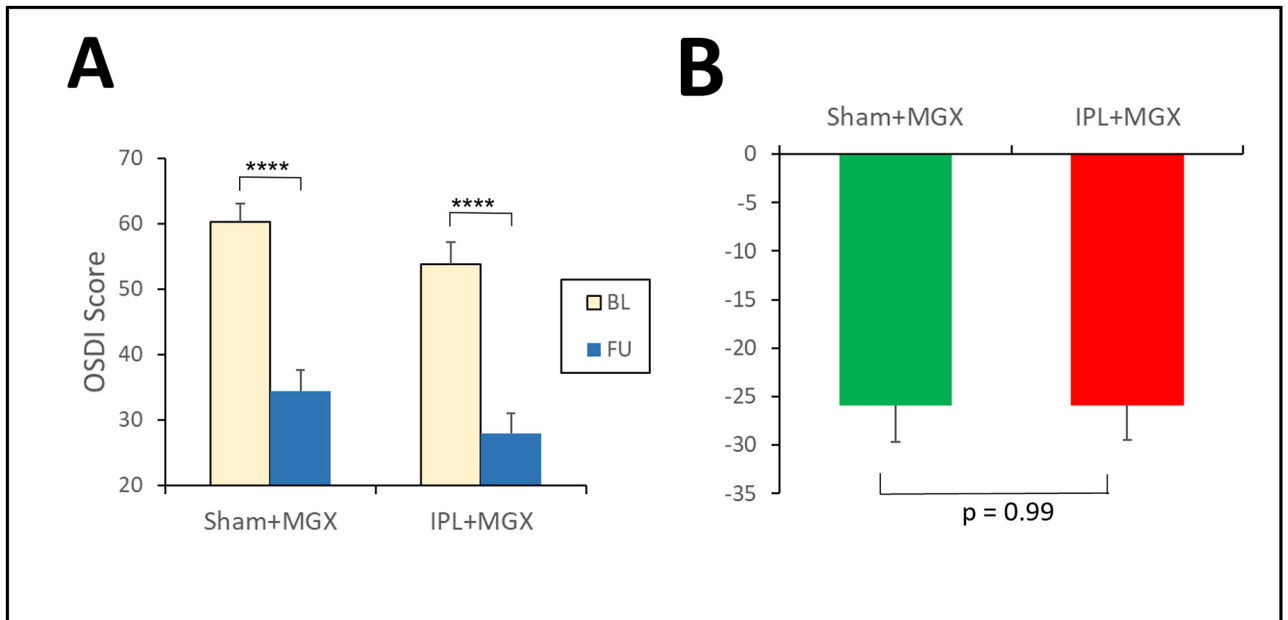 A
B
Sham+MGX IPL+MGX
OSDI Score
70
60
50
40
30
20
****
****
BL
FU
Sham+MGX IPL+MGX
0
-5
-10
-15
-20
-25
-30
-35
p = 0.99